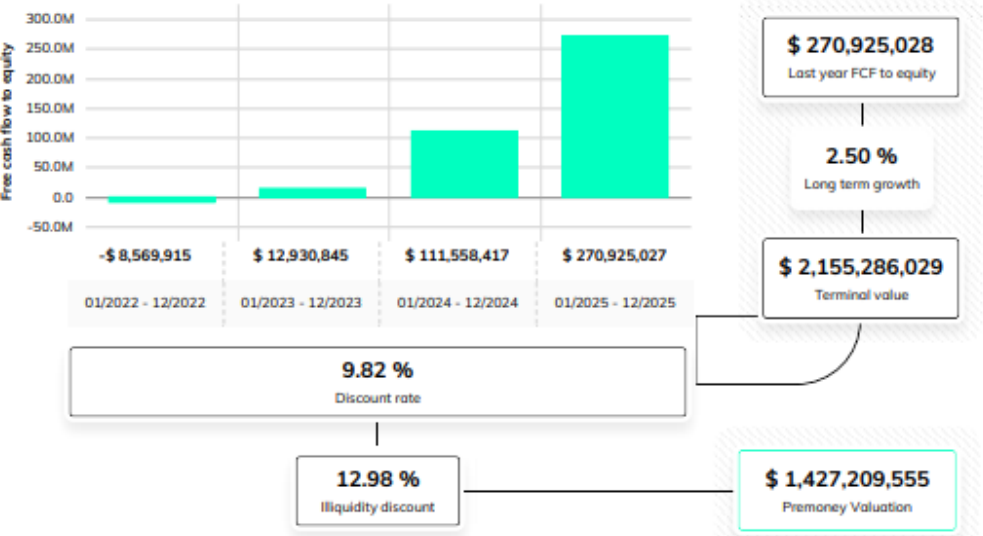 Free cash flow to equity
300.0M
250.0M
200.0M
150.0M
100.0M
50.0M
0.0
-50.0M
-$ 8,569,915
$ 12,930,845
$ 111,558,417
$ 270,925,027
01/2022 - 12/2022
01/2023 - 12/2023
01/2024 - 12/2024
01/2025 - 12/2025
$ 270,925,028
Last year FCF to equity
2.50 %
Long term growth
$ 2,155,286,029
Terminal value
9.82 %
Discount rate
12.98 %
Illiquidity discount
$ 1,427,209,555
Premoney Valuation